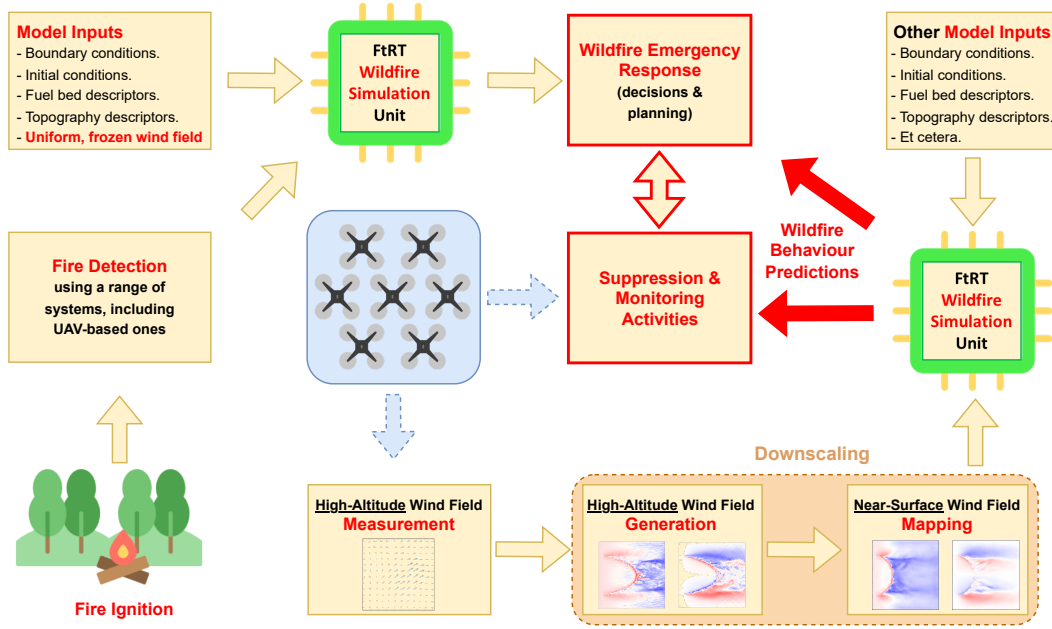 Model Inputs
- Boundary conditions.
- Initial conditions.
- Fuel bed descriptors.
- Topography descriptors.
- Uniform, frozen wind field
FtRT
Wildfire
Simulation
Unit
Wildfire Emergency
Response
(decisions &
planning)
Other Model Inputs
- Boundary conditions.
- Initial conditions.
- Fuel bed descriptors.
- Topography descriptors.
- Et cetera.
Fire Detection
using a range of
systems, including
UAV-based ones
Suppression &
Monitoring
Activities
Wildfire
Behaviour
Predictions
FtRT
Wildfire
Simulation
Unit
Downscaling
High-Altitude Wind Field
Measurement
High-Altitude Wind Field
Generation
Near-Surface Wind Field
Mapping
Fire Ignition